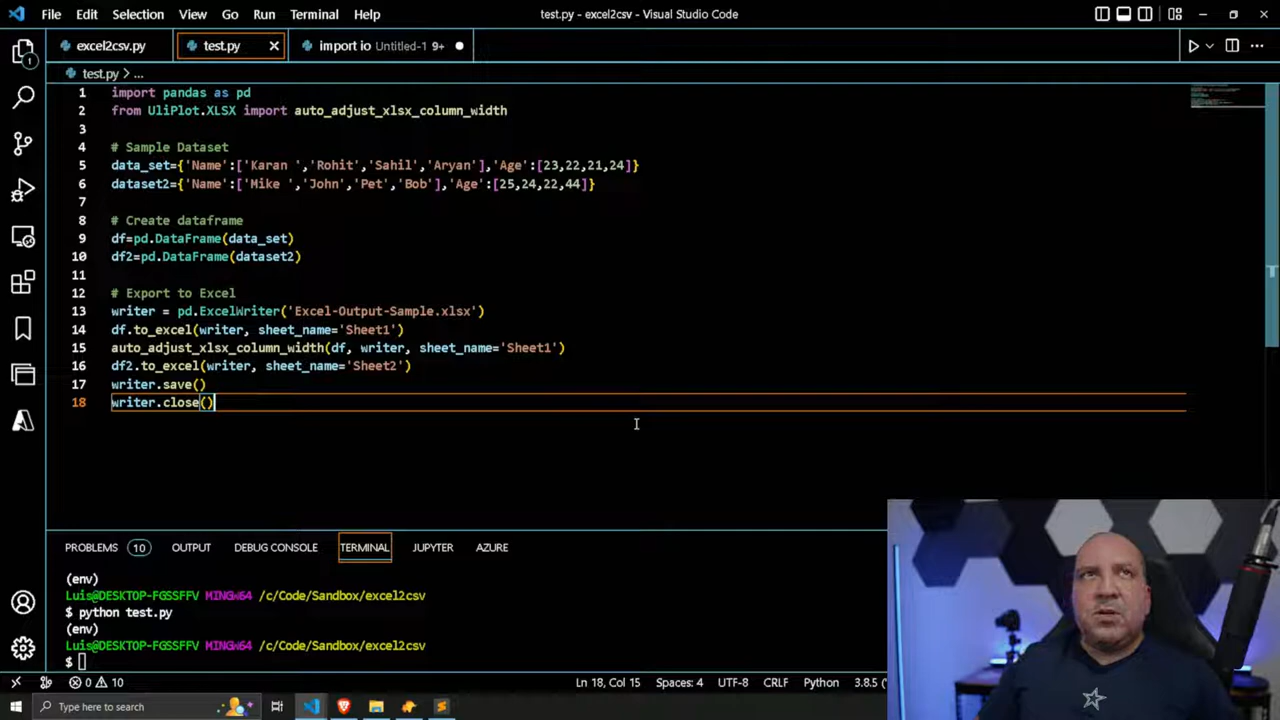 File Edit Selection View Go Run Terminal Help test.py - excel2csv - Visual Studio Code
excel2csv.py test.py import io Untitled-1 9+
test.py > ...
1 import pandas as pd
2 from UliPlot.XLSX import auto_adjust_xlsx_column_width
3
4 # Sample Dataset
5 data_set={'Name':['Karan ','Rohit','Sahil','Aryan'],'Age':[23,22,21,24]}
6 dataset2={'Name':['Mike ','John','Pet','Bob'],'Age':[25,24,22,44]}
7
8 # Create dataframe
9 df=pd.DataFrame(data_set)
10 df2=pd.DataFrame(dataset2)
11
12 # Export to Excel
13 writer = pd.ExcelWriter('Excel-Output-Sample.xlsx')
14 df.to_excel(writer, sheet_name='Sheet1')
15 auto_adjust_xlsx_column_width(df, writer, sheet_name='Sheet1')
16 df2.to_excel(writer, sheet_name='Sheet2')
17 writer.save()
18 writer.close()
PROBLEMS 10 OUTPUT DEBUG CONSOLE TERMINAL JUPYTER AZURE
(env)
Luis@DESKTOP-FGSSFFV MINGW64 /c/Code/Sandbox/excel2csv
$ python test.py
(env)
Luis@DESKTOP-FGSSFFV MINGW64 /c/Code/Sandbox/excel2csv
$
0 10 Ln 18, Col 15 Spaces: 4 UTF-8 CRLF Python 3.8.5 ('
Type here to search